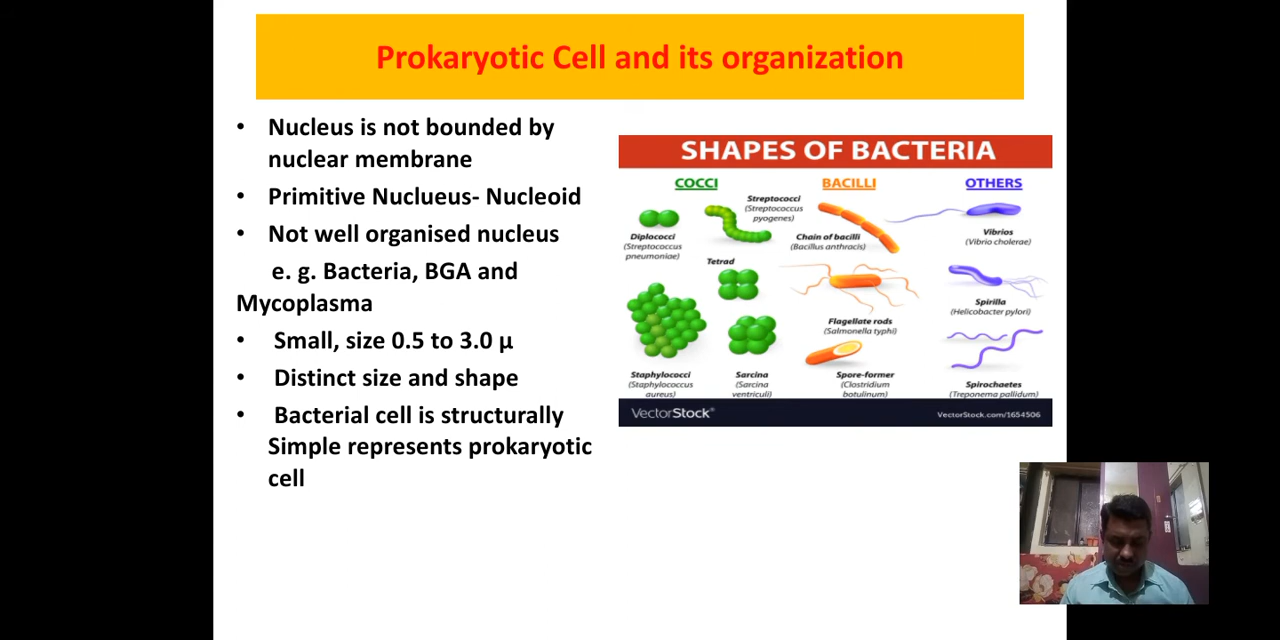 Prokaryotic Cell and its organization
• Nucleus is not bounded by
nuclear membrane
• Primitive Nuclueus- Nucleoid
• Not well organised nucleus
e. g. Bacteria, BGA and
Mycoplasma
• Small, size 0.5 to 3.0 µ
• Distinct size and shape
• Bacterial cell is structurally
Simple represents prokaryotic
cell
SHAPES OF BACTERIA
COCCI
Diplococci
(Streptococcus
pneumoniae)
Streptococci
(Streptococcus
pyogenes)
Tetrad
Staphylococci
(Staphylococcus
aureus)
Sarcina
(Sarcina
ventriculi)
BACILLI
Chain of bacilli
(Bacillus anthracis)
Flagellate rods
(Salmonella typhi)
Spore-former
(Clostridium
botulinum)
OTHERS
Vibrios
(Vibrio cholerae)
Spirilla
(Helicobacter pylori)
Spirochaetes
(Treponema pallidum)
VectorStock®
VectorStock.com/1654506